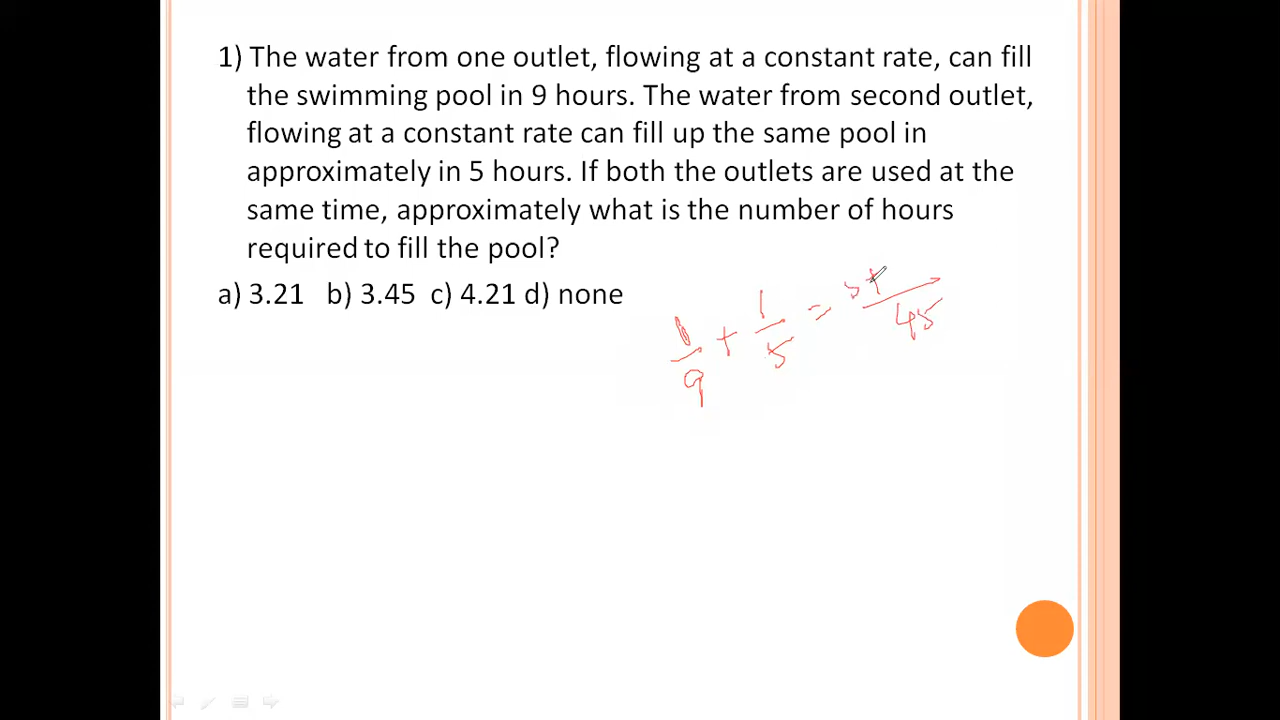 1) The water from one outlet, flowing at a constant rate, can fill
the swimming pool in 9 hours. The water from second outlet,
flowing at a constant rate can fill up the same pool in
approximately in 5 hours. If both the outlets are used at the
same time, approximately what is the number of hours
required to fill the pool?
a) 3.21 b) 3.45 c) 4.21 d) none
1/9 + 1/5 = 5+/45